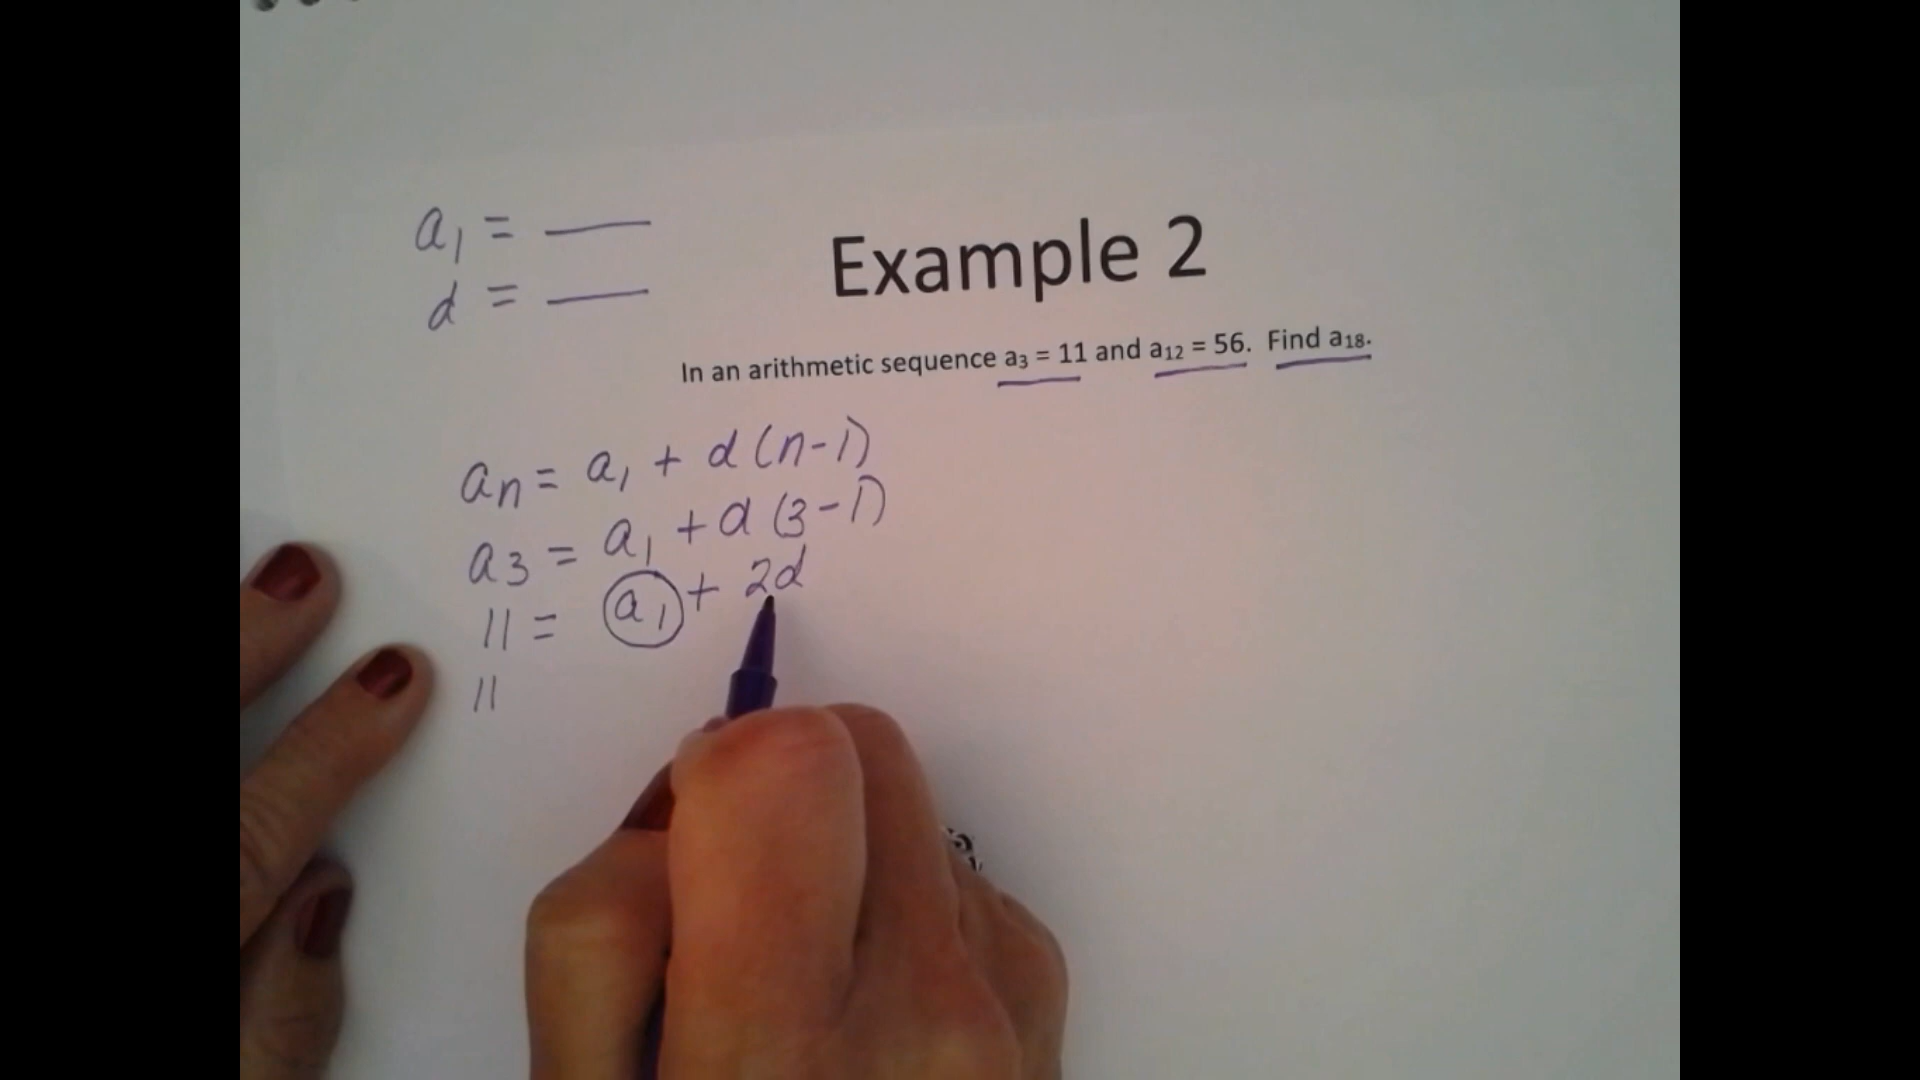 a₁ = ___
d = ___
Example 2
In an arithmetic sequence a₃ = 11 and a₁₂ = 56. Find a₁₈.
aₙ = a₁ + d(n-1)
a₃ = a₁ + d(3-1)
11 = a₁ + 2d
11